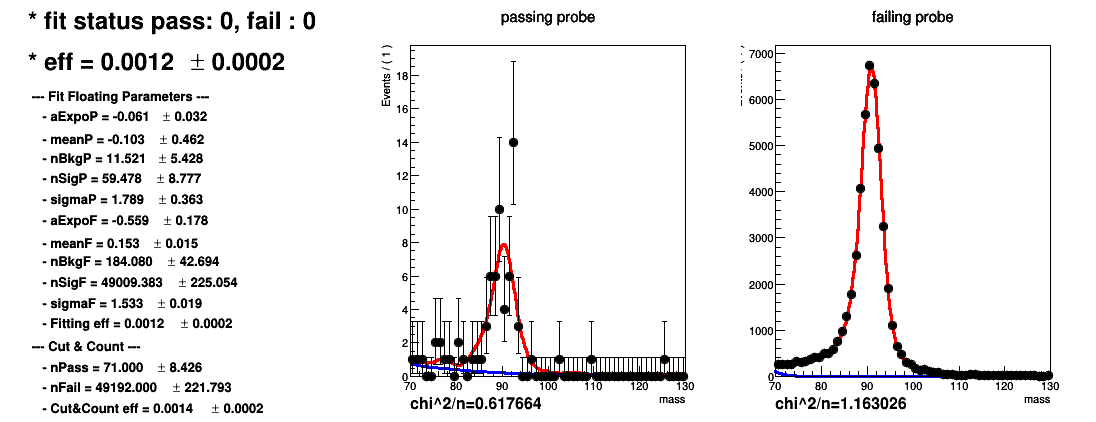 * fit status pass: 0, fail : 0
* eff = 0.0012 ± 0.0002
--- Fit Floating Parameters ---
- aExpoP = -0.061 ± 0.032
- meanP = -0.103 ± 0.462
- nBkgP = 11.521 ± 5.428
- nSigP = 59.478 ± 8.777
- sigmaP = 1.789 ± 0.363
- aExpoF = -0.559 ± 0.178
- meanF = 0.153 ± 0.015
- nBkgF = 184.080 ± 42.694
- nSigF = 49009.383 ± 225.054
- sigmaF = 1.533 ± 0.019
- Fitting eff = 0.0012 ± 0.0002
--- Cut & Count ---
- nPass = 71.000 ± 8.426
- nFail = 49192.000 ± 221.793
- Cut&Count eff = 0.0014 ± 0.0002
passing probe
Events / ( 1 )
18
16
14
12
10
8
6
4
2
0
70 80 90 100 110 120 130
mass
chi^2/n=0.617664
failing probe
7000
6000
5000
4000
3000
2000
1000
0
70 80 90 100 110 120 130
mass
chi^2/n=1.163026